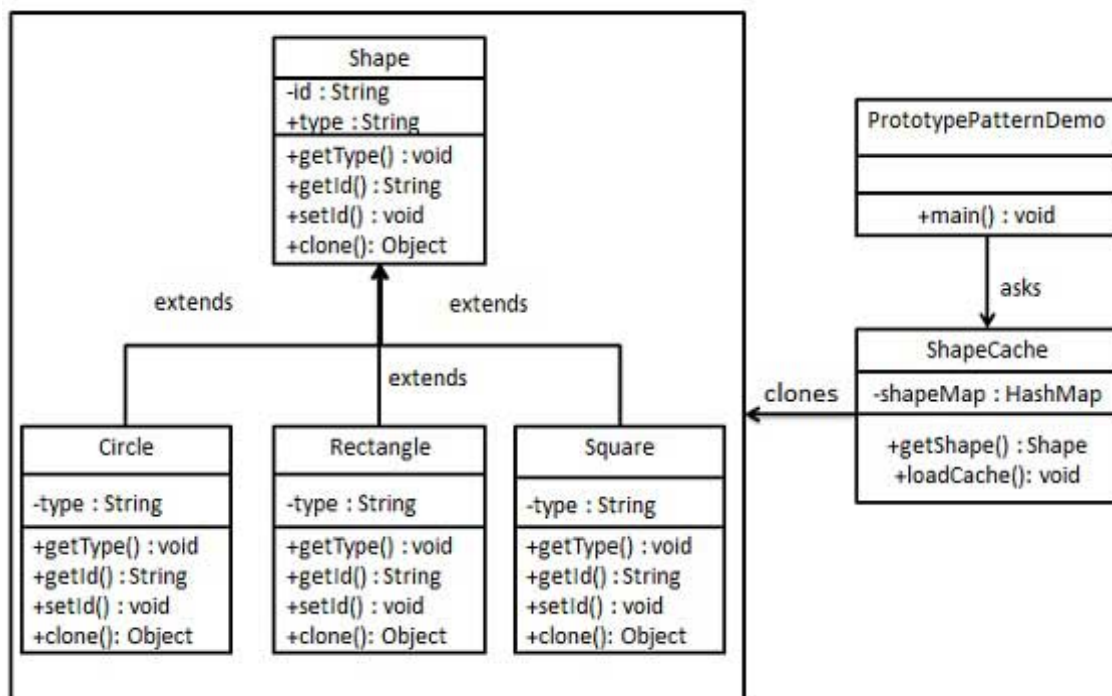 Shape
-id : String
+type : String
+getType() : void
+getId() : String
+setId() : void
+clone(): Object
extends
extends
extends
Circle
-type : String
+getType() : void
+getId() : String
+setId() : void
+clone(): Object
Rectangle
-type : String
+getType() : void
+getId() : String
+setId() : void
+clone(): Object
Square
-type : String
+getType() : void
+getId() : String
+setId() : void
+clone(): Object
PrototypePatternDemo
+main() : void
asks
ShapeCache
-shapeMap : HashMap
+getShape() : Shape
+loadCache(): void
clones